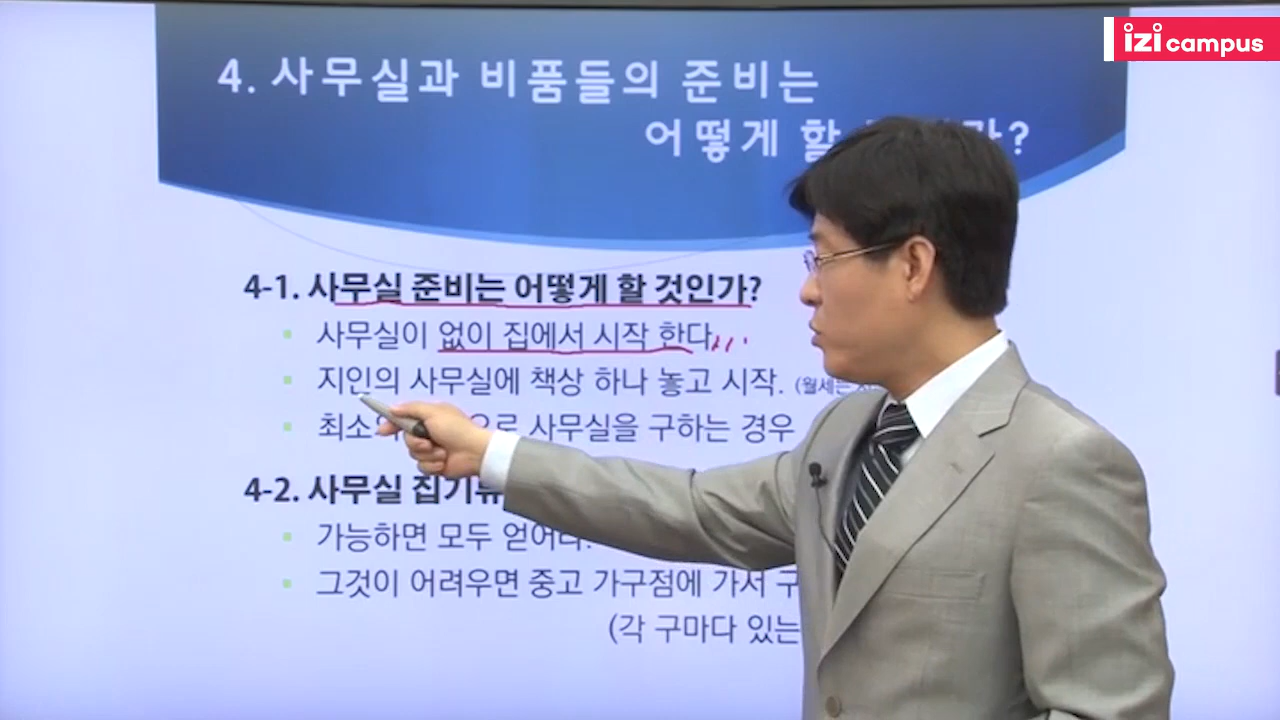 izi campus
4. 사무실과 비품들의 준비는
어떻게 할
4-1. 사무실 준비는 어떻게 할 것인가?
사무실이 없이 집에서 시작 한다
지인의 사무실에 책상 하나 놓고 시작. (월세는
최소의 사무실을 구하는 경우
4-2. 사무실 집기류
가능하면 모두 얻어라.
그것이 어려우면 중고 가구점에 가서
(각 구마다 있는